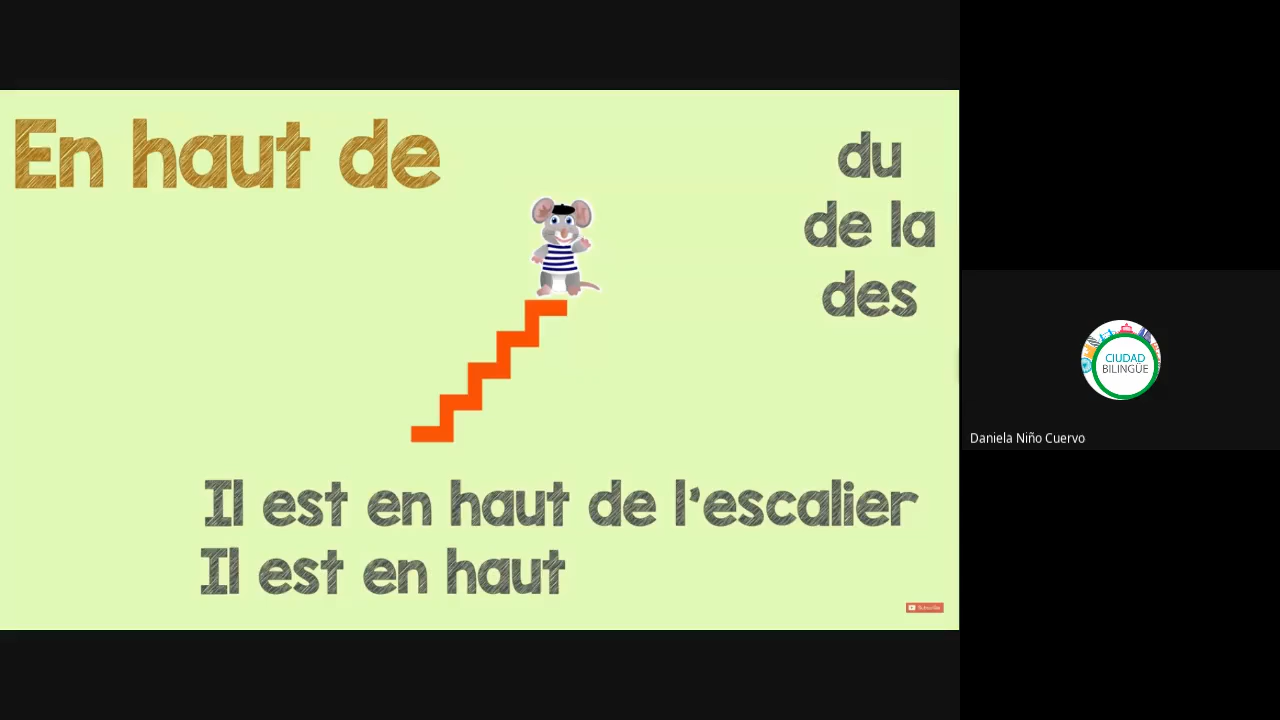 En haut de
du
de la
des
Il est en haut de l'escalier
Il est en haut
Subscribe
CIUDAD
BILINGÜE
Daniela Niño Cuervo